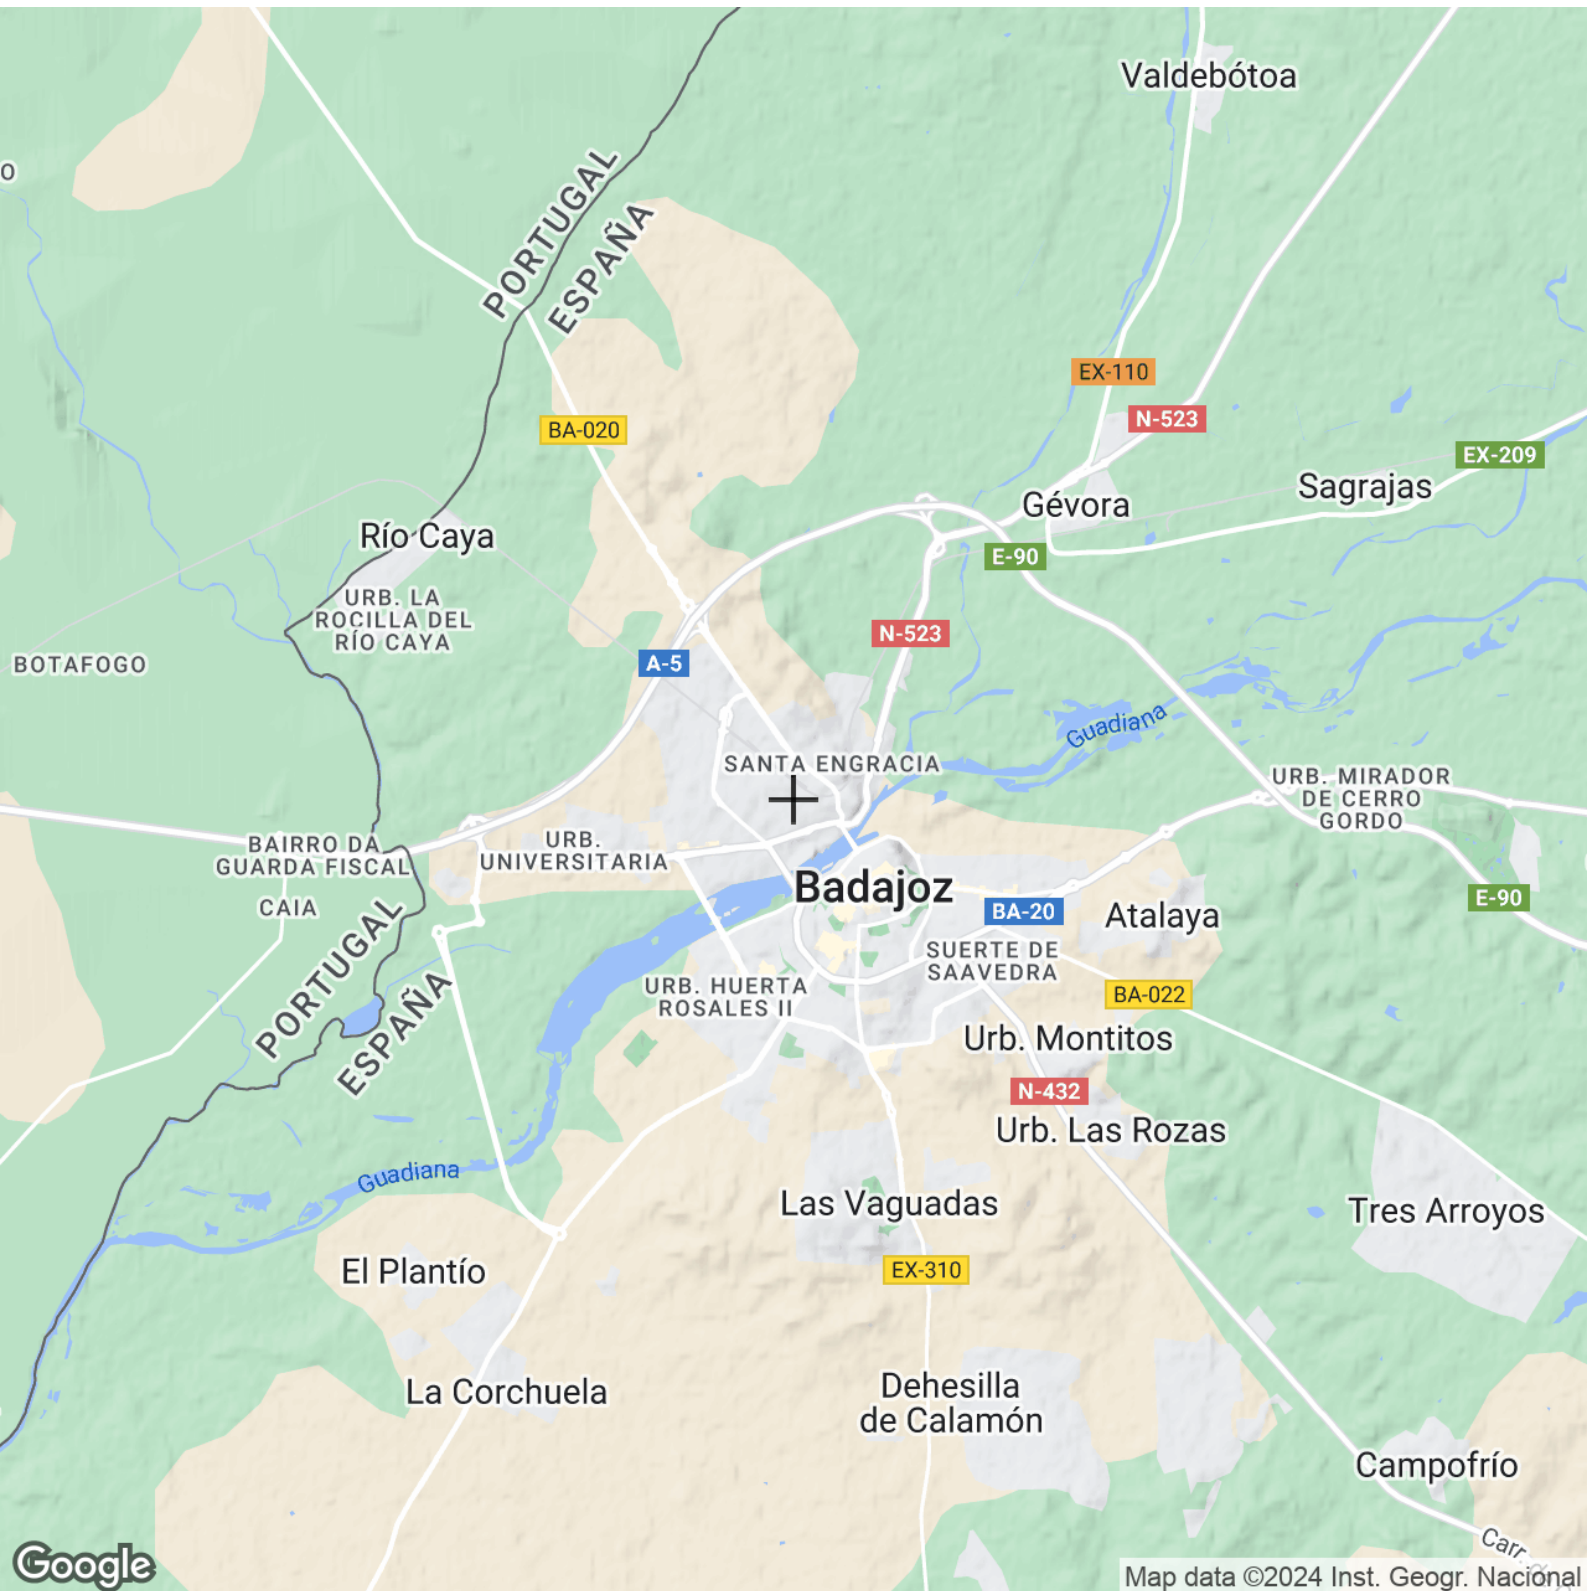 Valdebótoa
O
PORTUGAL
ESPAÑA
EX-110
N-523
BA-020
EX-209
Sagrajas
Gévora
Río Caya
E-90
URB. LA
ROCILLA DEL
RÍO CAYA
N-523
BOTAFOGO
A-5
Guadiana
SANTA ENGRACIA
URB. MIRADOR
DE CERRO
GORDO
BAIRRO DA
GUARDA FISCAL
URB.
UNIVERSITARIA
Badajoz
CAIA
E-90
BA-20
Atalaya
PORTUGAL
ESPAÑA
SUERTE DE
SAAVEDRA
URB. HUERTA
ROSALES II
BA-022
Urb. Montitos
N-432
Urb. Las Rozas
Guadiana
Las Vaguadas
Tres Arroyos
El Plantío
EX-310
La Corchuela
Dehesilla
de Calamón
Campofrío
Carr.
Google
Map data ©2024 Inst. Geogr. Nacional